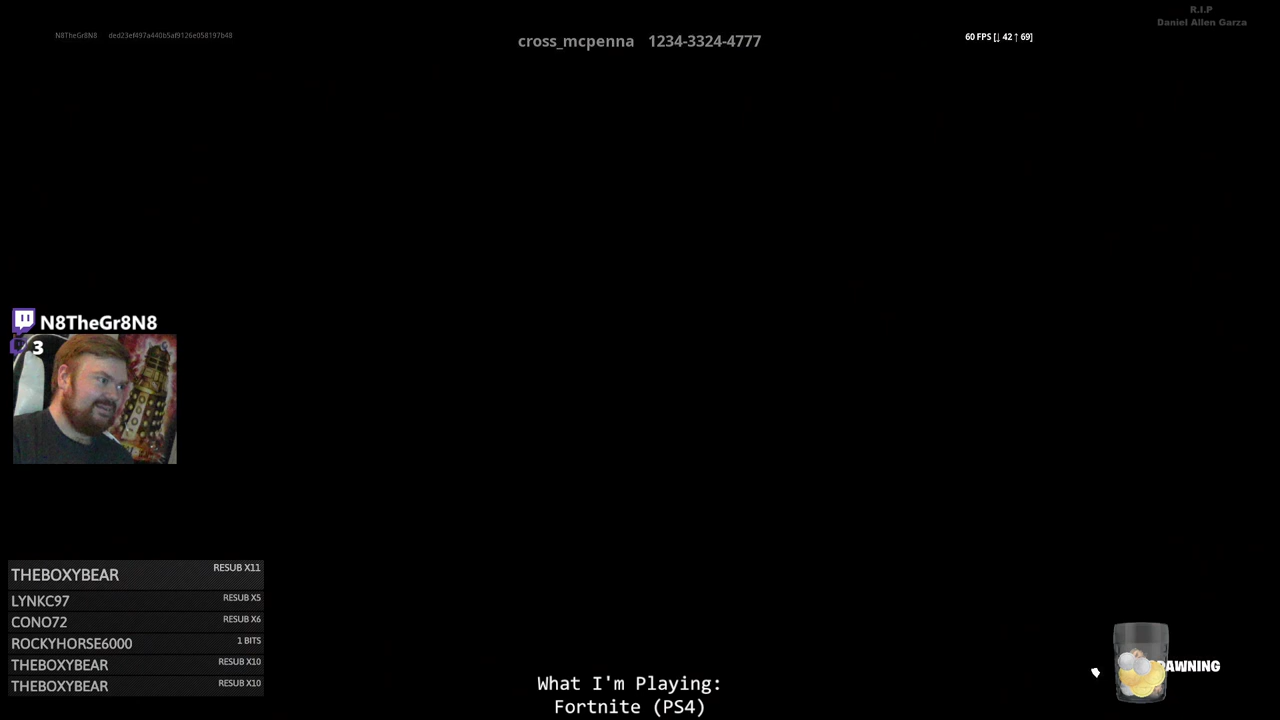 R.I.P
Daniel Allen Garza
N8TheGr8N8 ded23ef497a440b5af9126e058197b48
cross_mcpenna 1234-3324-4777
60 FPS [↓ 42 ↑ 69]
N8TheGr8N8
3
THEBOXYBEAR RESUB X11
LYNKC97 RESUB X5
CONO72 RESUB X6
ROCKYHORSE6000 1 BITS
THEBOXYBEAR RESUB X10
THEBOXYBEAR RESUB X10
AWNING
What I'm Playing:
Fortnite (PS4)